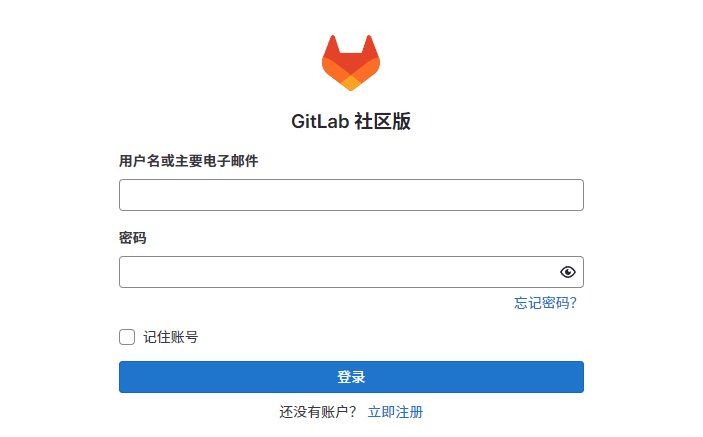 GitLab 社区版
用户名或主要电子邮件
密码
忘记密码?
记住账号
登录
还没有账户? 立即注册